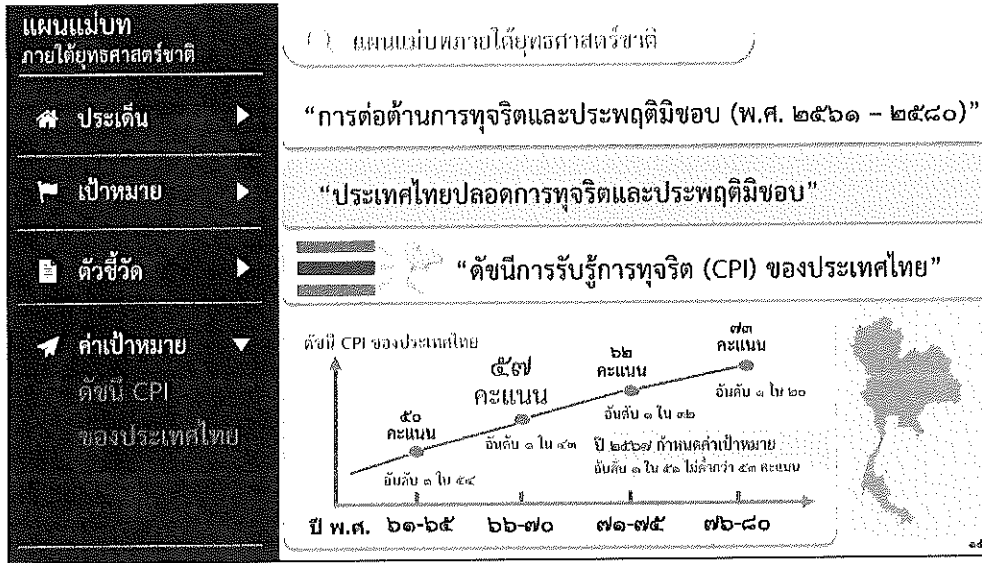 แผนแม่บท
ภายใต้ยุทธศาสตร์ชาติ
ประเด็น
เป้าหมาย
ตัวชี้วัด
ค่าเป้าหมาย
ดัชนี CPI
ของประเทศไทย
แผนแม่บทภายใต้ยุทธศาสตร์ชาติ
“การต่อต้านการทุจริตและประพฤติมิชอบ (พ.ศ. ๒๕๖๑ – ๒๕๘๐)”
“ประเทศไทยปลอดการทุจริตและประพฤติมิชอบ”
“ดัชนีการรับรู้การทุจริต (CPI) ของประเทศไทย”
ดัชนี CPI ของประเทศไทย
๕๐
คะแนน
อันดับ ๑ ใน ๕๔
๕๗
คะแนน
อันดับ ๑ ใน ๔๓
๖๒
คะแนน
อันดับ ๑ ใน ๓๒
๗๓
คะแนน
อันดับ ๑ ใน ๒๐
ปี ๒๕๖๗ กำหนดค่าเป้าหมาย
อันดับ ๑ ใน ๕๑ ไม่ต่ำกว่า ๕๓ คะแนน
ปี พ.ศ. ๖๑-๖๕ ๖๖-๗๐ ๗๑-๗๕ ๗๖-๘๐